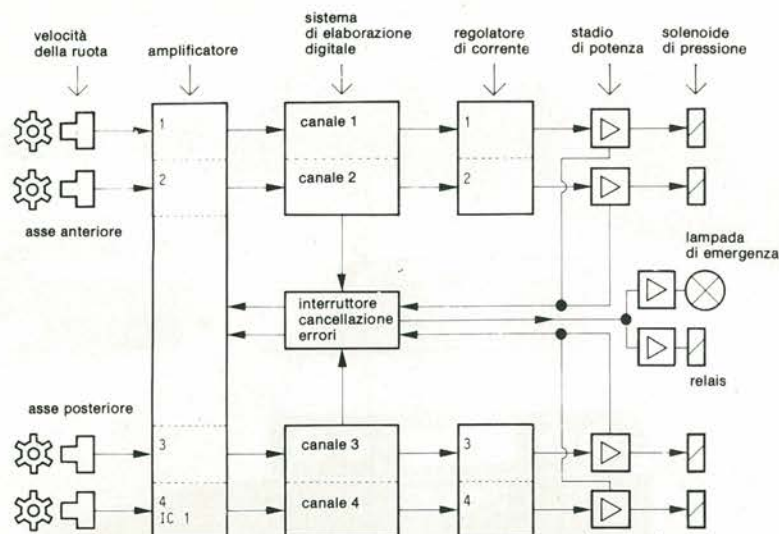 velocità
della ruota
amplificatore
sistema
di elaborazione
digitale
regolatore
di corrente
stadio
di potenza
solenoide
di pressione
1
canale 1
1
2
canale 2
2
asse anteriore
lampada
di emergenza
interruttore
cancellazione
errori
relais
asse posteriore
3
canale 3
3
4
IC 1
canale 4
4